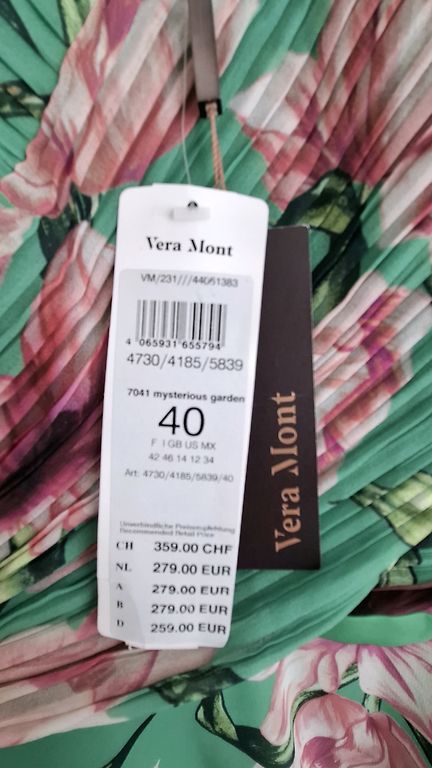 Vera Mont
VM/231///44061383
4 065931 655794
4730/4185/5839
7041 mysterious garden
40
F I GB US MX
42 46 14 12 34
Art: 4730/4185/5839/40
Unverbindliche Preisempfehlung
Recommended Retail Price
CH 359.00 CHF
NL 279.00 EUR
A 279.00 EUR
B 279.00 EUR
D 259.00 EUR
Vera Mont